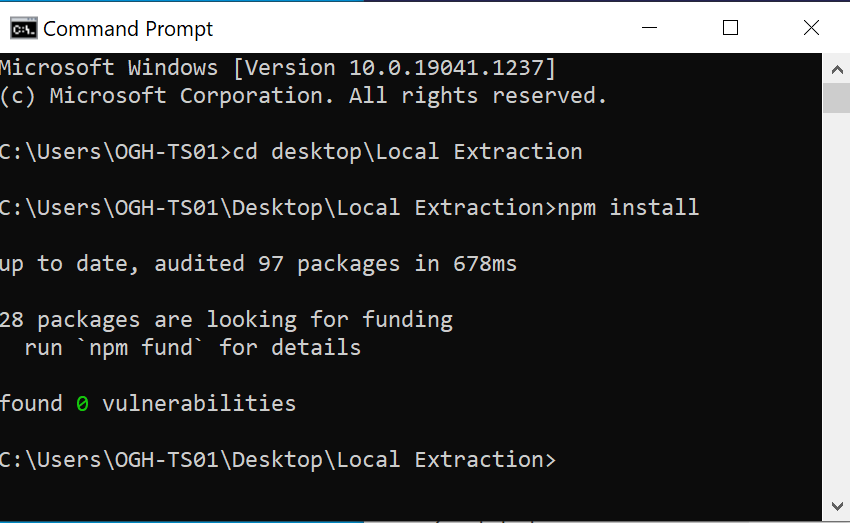 Command Prompt
Microsoft Windows [Version 10.0.19041.1237]
(c) Microsoft Corporation. All rights reserved.
C:\Users\OGH-TS01>cd desktop\Local Extraction
C:\Users\OGH-TS01\Desktop\Local Extraction>npm install
up to date, audited 97 packages in 678ms
28 packages are looking for funding
  run `npm fund` for details
found 0 vulnerabilities
C:\Users\OGH-TS01\Desktop\Local Extraction>